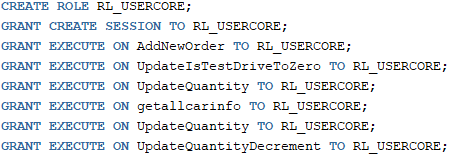 CREATE ROLE RL_USERCORE;
GRANT CREATE SESSION TO RL_USERCORE;
GRANT EXECUTE ON AddNewOrder TO RL_USERCORE;
GRANT EXECUTE ON UpdateIsTestDriveToZero TO RL_USERCORE;
GRANT EXECUTE ON UpdateQuantity TO RL_USERCORE;
GRANT EXECUTE ON getallcarinfo TO RL_USERCORE;
GRANT EXECUTE ON UpdateQuantity TO RL_USERCORE;
GRANT EXECUTE ON UpdateQuantityDecrement TO RL_USERCORE;